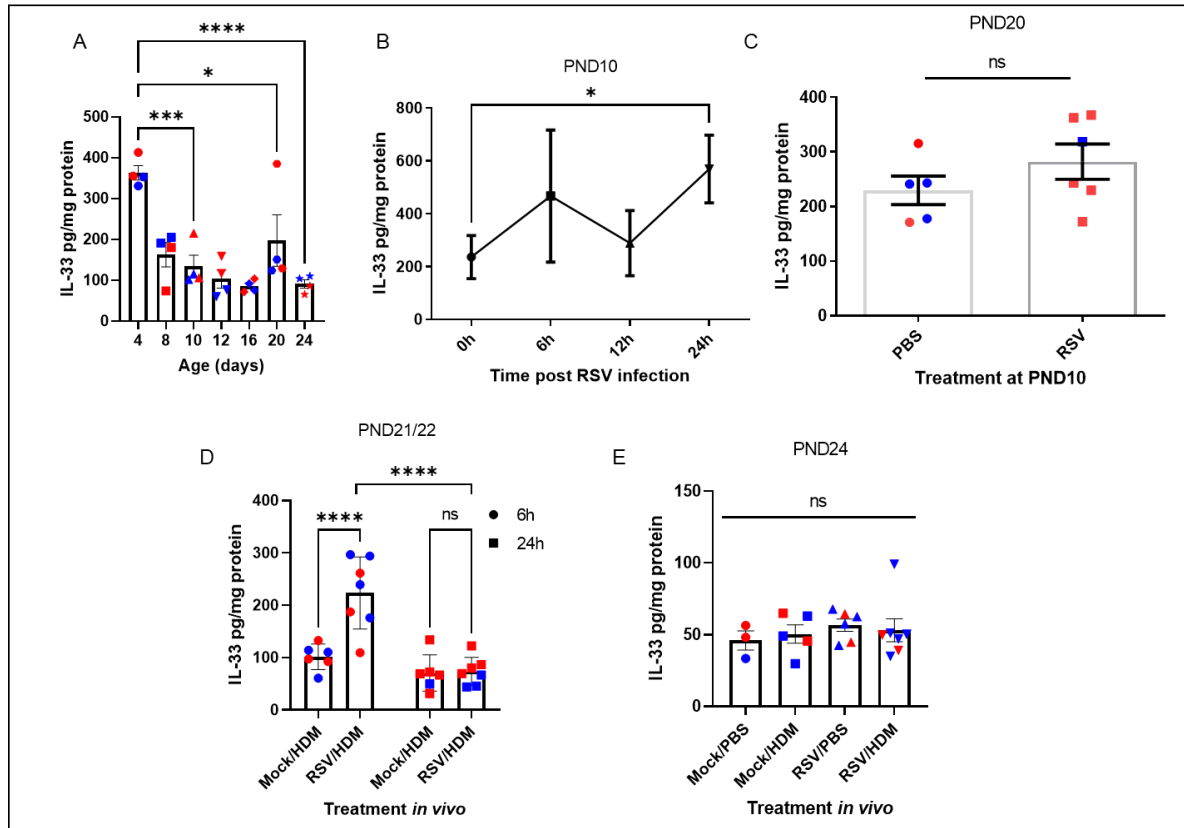 A
****
*
***
IL-33 pg/mg protein
500
400
300
200
100
0
4 8 10 12 16 20 24
Age (days)
B
PND10
*
IL-33 pg/mg protein
800
600
400
200
0
0h 6h 12h 24h
Time post RSV infection
C
PND20
ns
IL-33 pg/mg protein
400
300
200
100
0
PBS RSV
Treatment at PND10
D
PND21/22
****
**** ns
6h
24h
IL-33 pg/mg protein
400
300
200
100
0
Mock/HDM RSV/HDM Mock/HDM RSV/HDM
Treatment in vivo
E
PND24
ns
IL-33 pg/mg protein
150
100
50
0
Mock/PBS Mock/HDM RSV/PBS RSV/HDM
Treatment in vivo